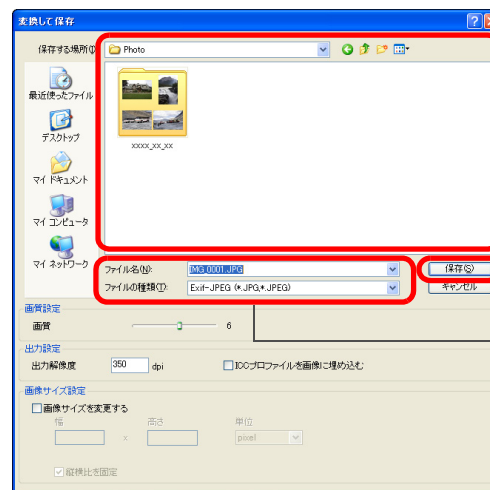 変換して保存
保存する場所(I)
Photo
最近使ったファイル
デスクトップ
マイ ドキュメント
マイ コンピュータ
マイ ネットワーク
xxxx_xx_xx
ファイル名(N):
IMG_0001.JPG
保存(S)
ファイルの種類(T):
Exif-JPEG (*.JPG,*.JPEG)
キャンセル
画質設定
画質
6
出力設定
出力解像度
350
dpi
ICCプロファイルを画像に埋め込む
画像サイズ設定
画像サイズを変更する
幅
高さ
単位
x
pixel
縦横比を固定